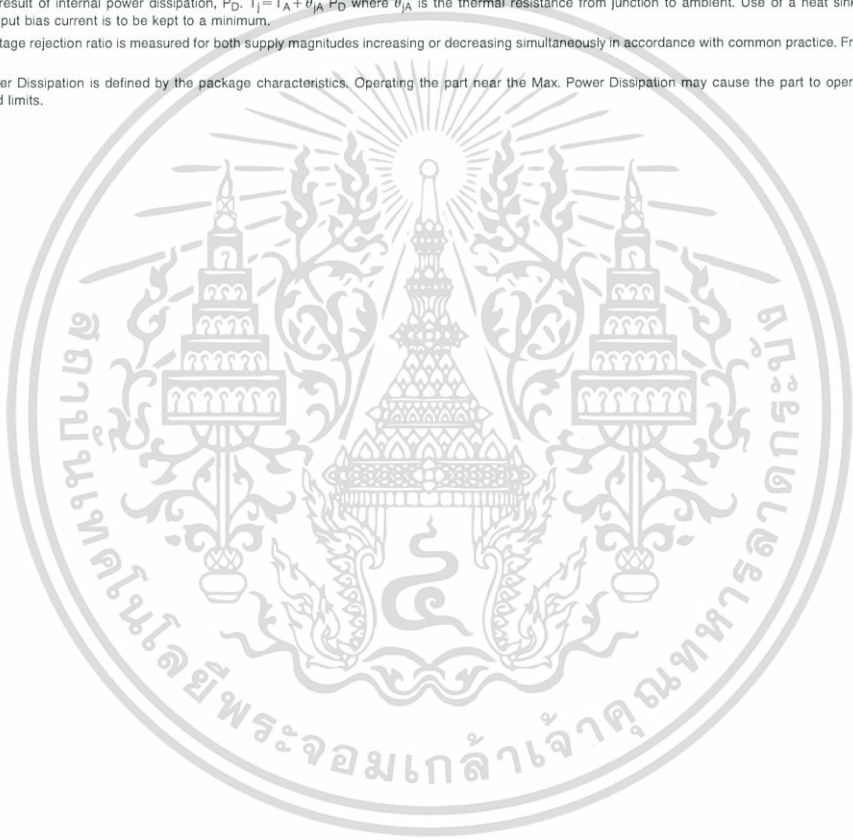 result of internal power dissipation, PD. Tj = TA + θjA PD where θjA is the thermal resistance from junction to ambient. Use of a heat sin
put bias current is to be kept to a minimum.
tage rejection ratio is measured for both supply magnitudes increasing or decreasing simultaneously in accordance with common practice. Fr
er Dissipation is defined by the package characteristics. Operating the part near the Max. Power Dissipation may cause the part to oper
d limits.
สถาบันเทคโนโลยีพระจอมเกล้าเจ้าคุณทหารลาดกระบัง